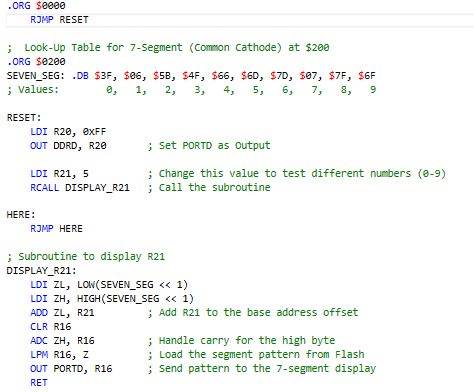 .ORG $0000
RJMP RESET
; Look-Up Table for 7-Segment (Common Cathode) at $200
.ORG $0200
SEVEN_SEG: .DB $3F, $06, $5B, $4F, $66, $6D, $7D, $07, $7F, $6F
; Values: 0, 1, 2, 3, 4, 5, 6, 7, 8, 9
RESET:
LDI R20, 0xFF
OUT DDRD, R20 ; Set PORTD as Output
LDI R21, 5 ; Change this value to test different numbers (0-9)
RCALL DISPLAY_R21 ; Call the subroutine
HERE:
RJMP HERE
; Subroutine to display R21
DISPLAY_R21:
LDI ZL, LOW(SEVEN_SEG << 1)
LDI ZH, HIGH(SEVEN_SEG << 1)
ADD ZL, R21 ; Add R21 to the base address offset
CLR R16
ADC ZH, R16 ; Handle carry for the high byte
LPM R16, Z ; Load the segment pattern from Flash
OUT PORTD, R16 ; Send pattern to the 7-segment display
RET